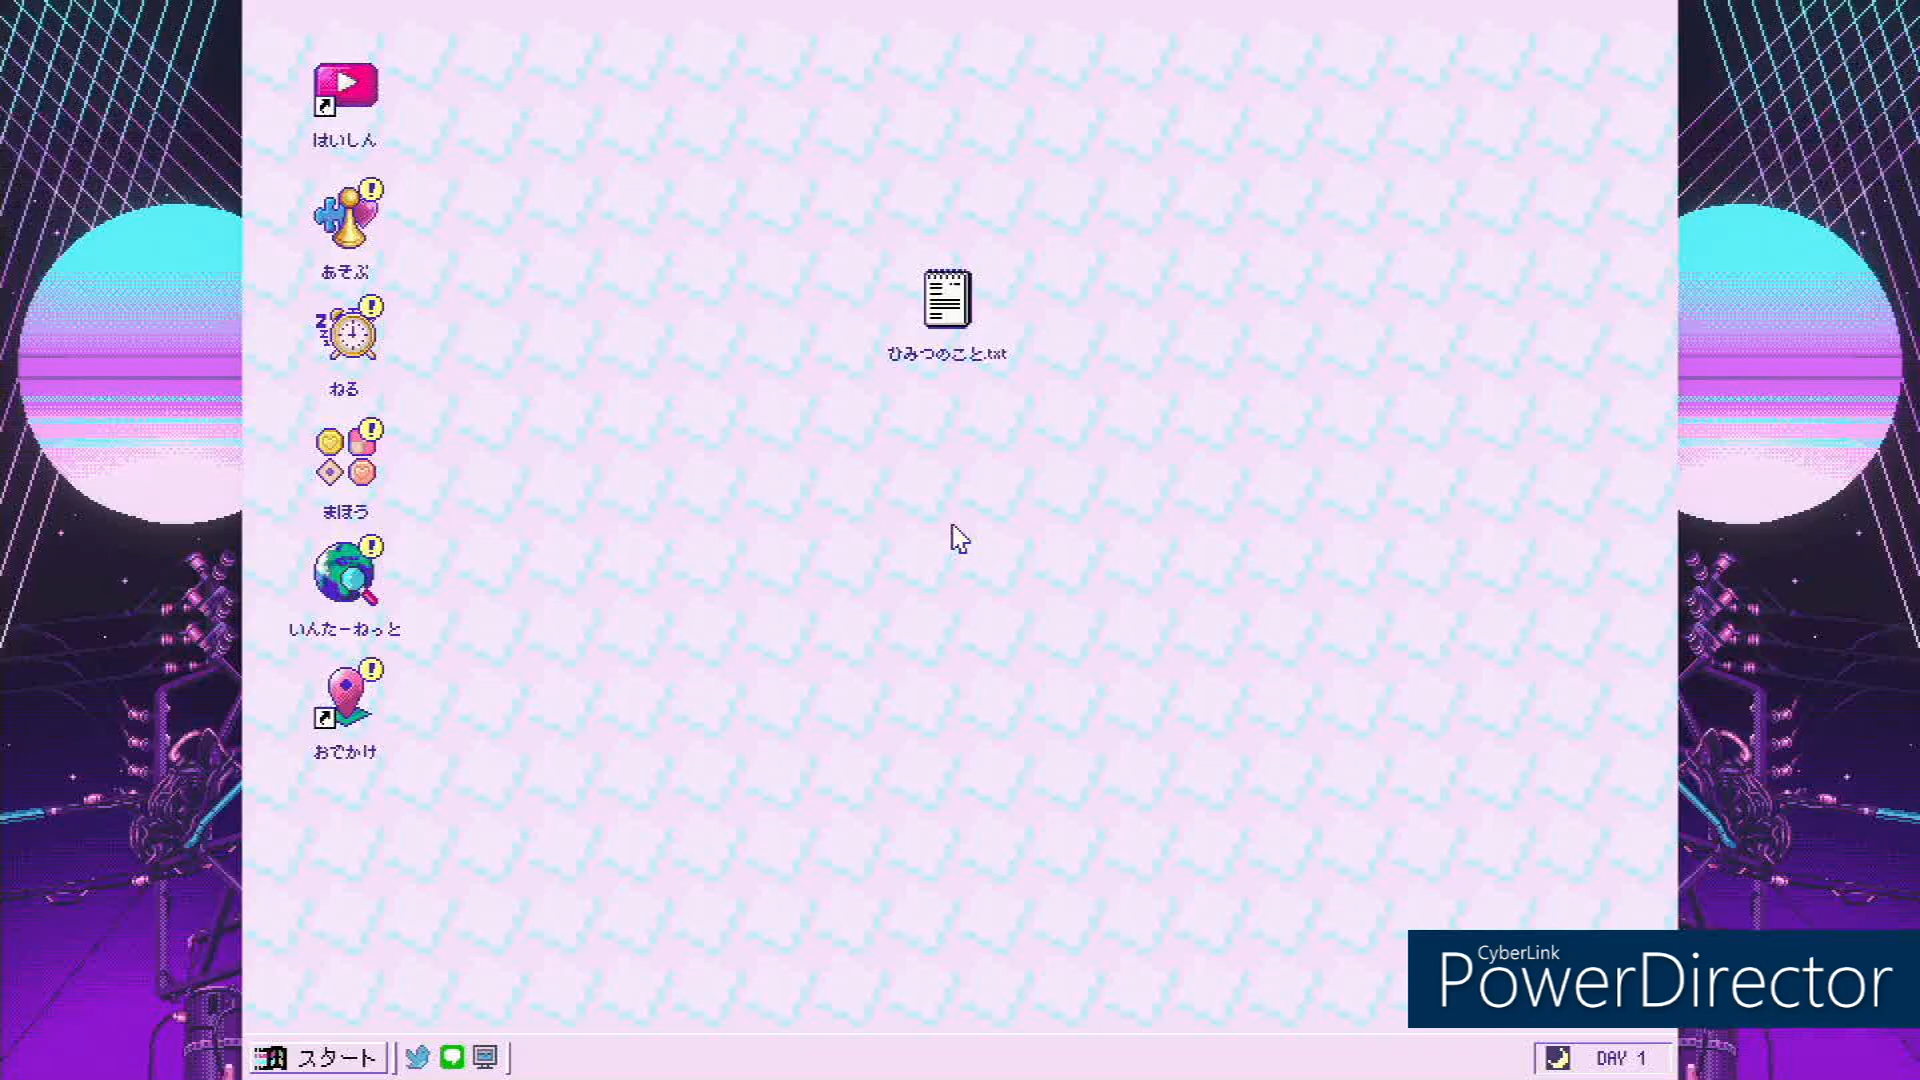 はいしん
あそぶ
ねる
まほう
いんたーねっと
おでかけ
ひみつのこと.txt
CyberLink
PowerDirector
スタート
DAY 1